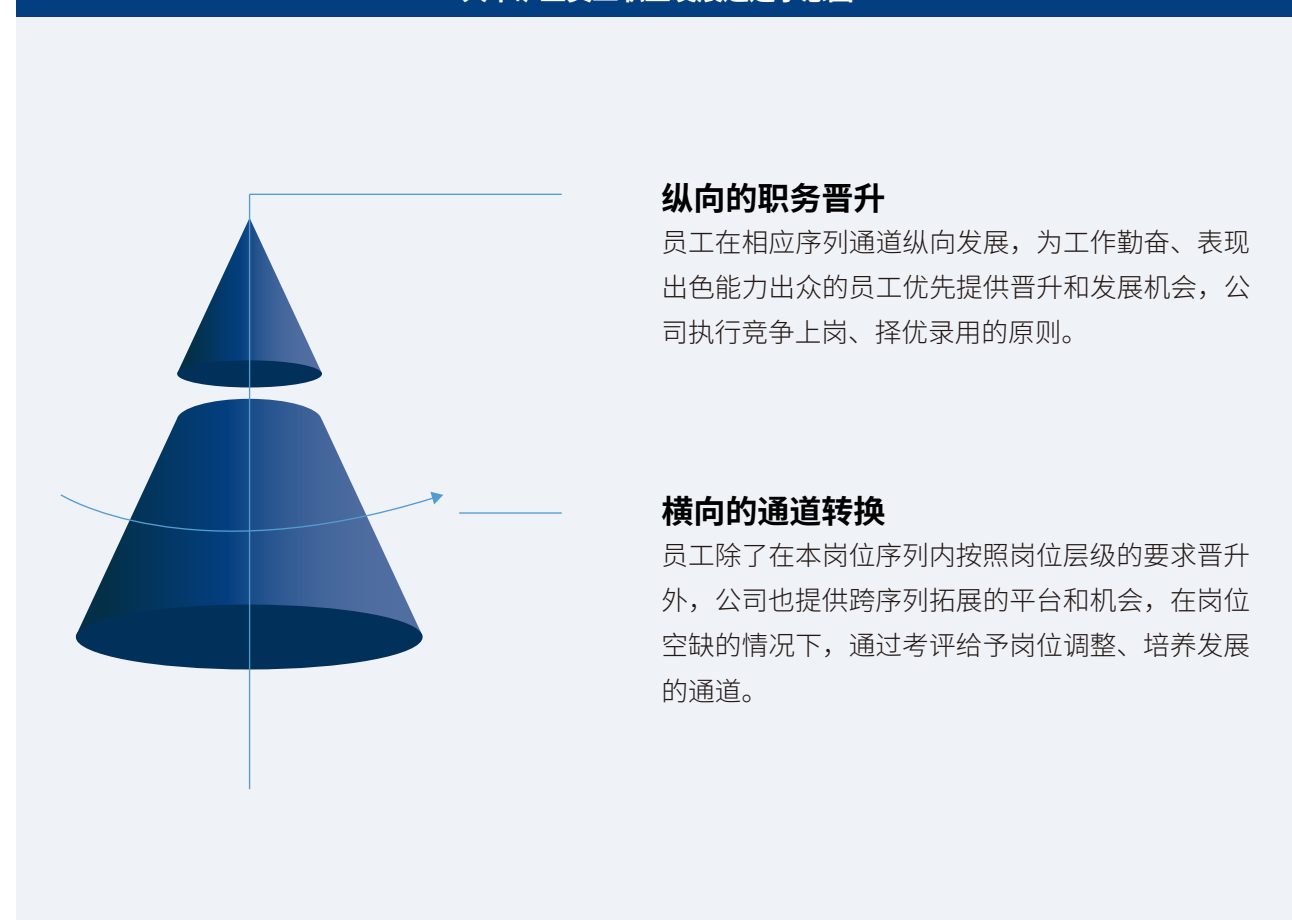 纵向的职务晋升
员工在相应序列通道纵向发展，为工作勤奋、表现
出色能力出众的员工优先提供晋升和发展机会，公
司执行竞争上岗、择优录用的原则。
横向的通道转换
员工除了在本岗位序列内按照岗位层级的要求晋升
外，公司也提供跨序列拓展的平台和机会，在岗位
空缺的情况下，通过考评给予岗位调整、培养发展
的通道。